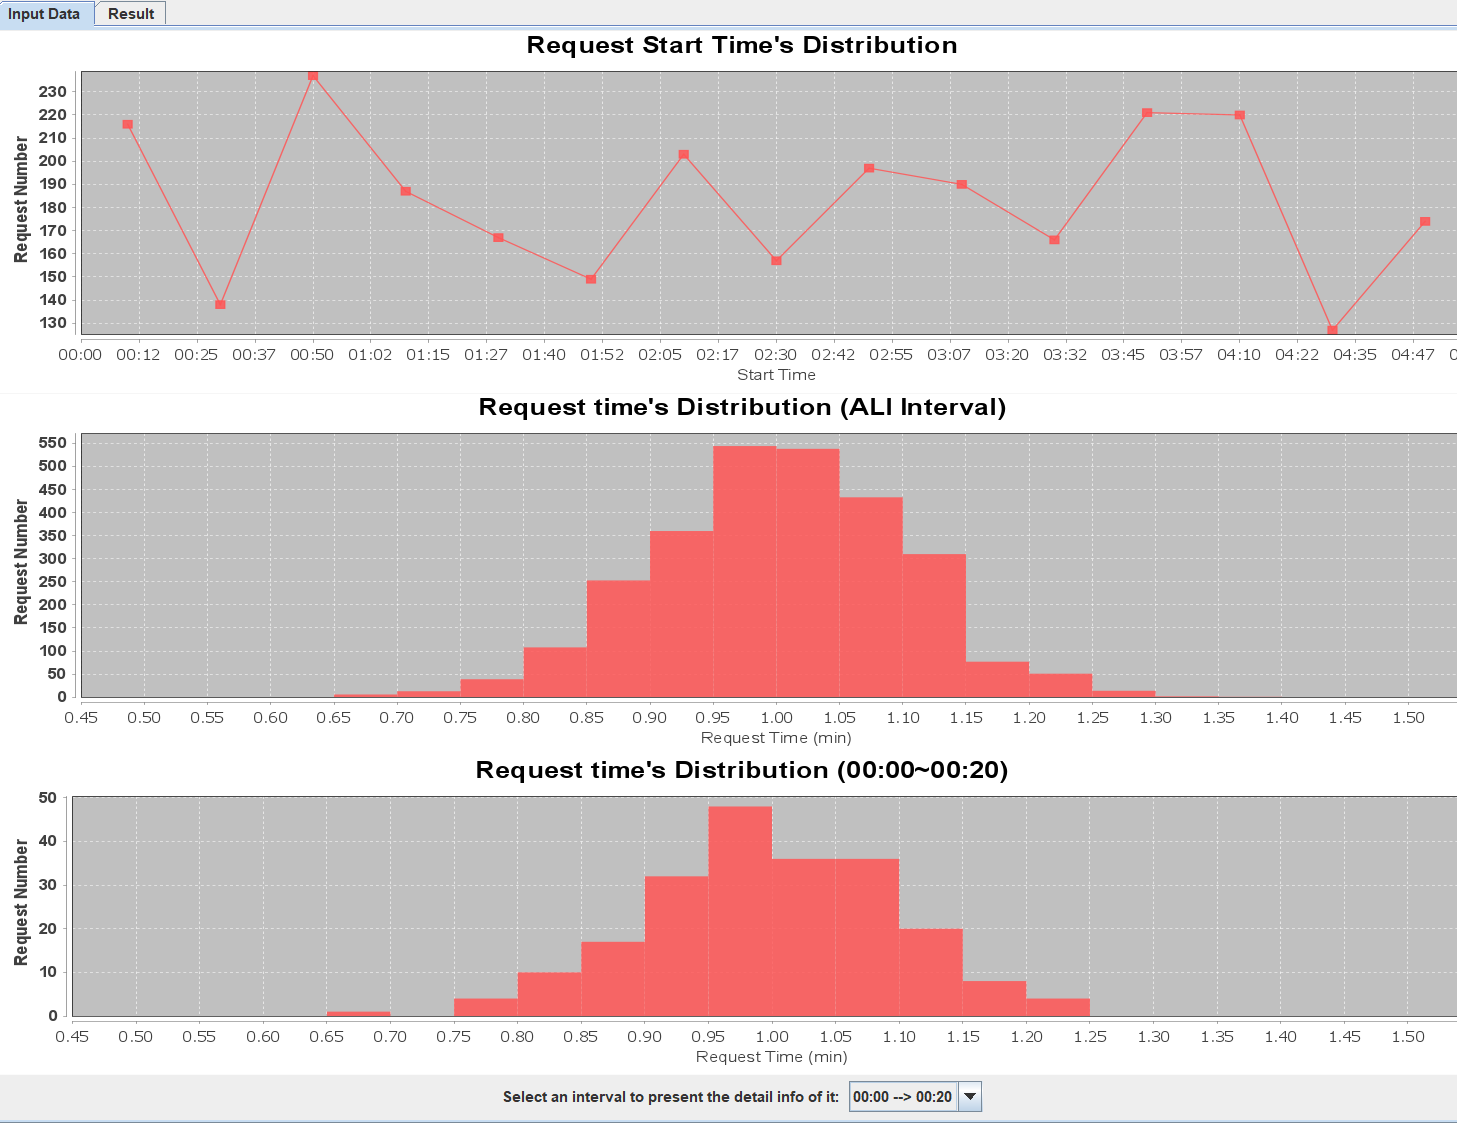 Input Data Result
Request Start Time's Distribution
Request Number
230
220
210
200
190
180
170
160
150
140
130
00:00 00:12 00:25 00:37 00:50 01:02 01:15 01:27 01:40 01:52 02:05 02:17 02:30 02:42 02:55 03:07 03:20 03:32 03:45 03:57 04:10 04:22 04:35 04:47
Start Time
Request time's Distribution (ALl Interval)
Request Number
550
500
450
400
350
300
250
200
150
100
50
0
0.45 0.50 0.55 0.60 0.65 0.70 0.75 0.80 0.85 0.90 0.95 1.00 1.05 1.10 1.15 1.20 1.25 1.30 1.35 1.40 1.45 1.50
Request Time (min)
Request time's Distribution (00:00~00:20)
Request Number
50
40
30
20
10
0
0.45 0.50 0.55 0.60 0.65 0.70 0.75 0.80 0.85 0.90 0.95 1.00 1.05 1.10 1.15 1.20 1.25 1.30 1.35 1.40 1.45 1.50
Request Time (min)
Select an interval to present the detail info of it: 00:00 --> 00:20